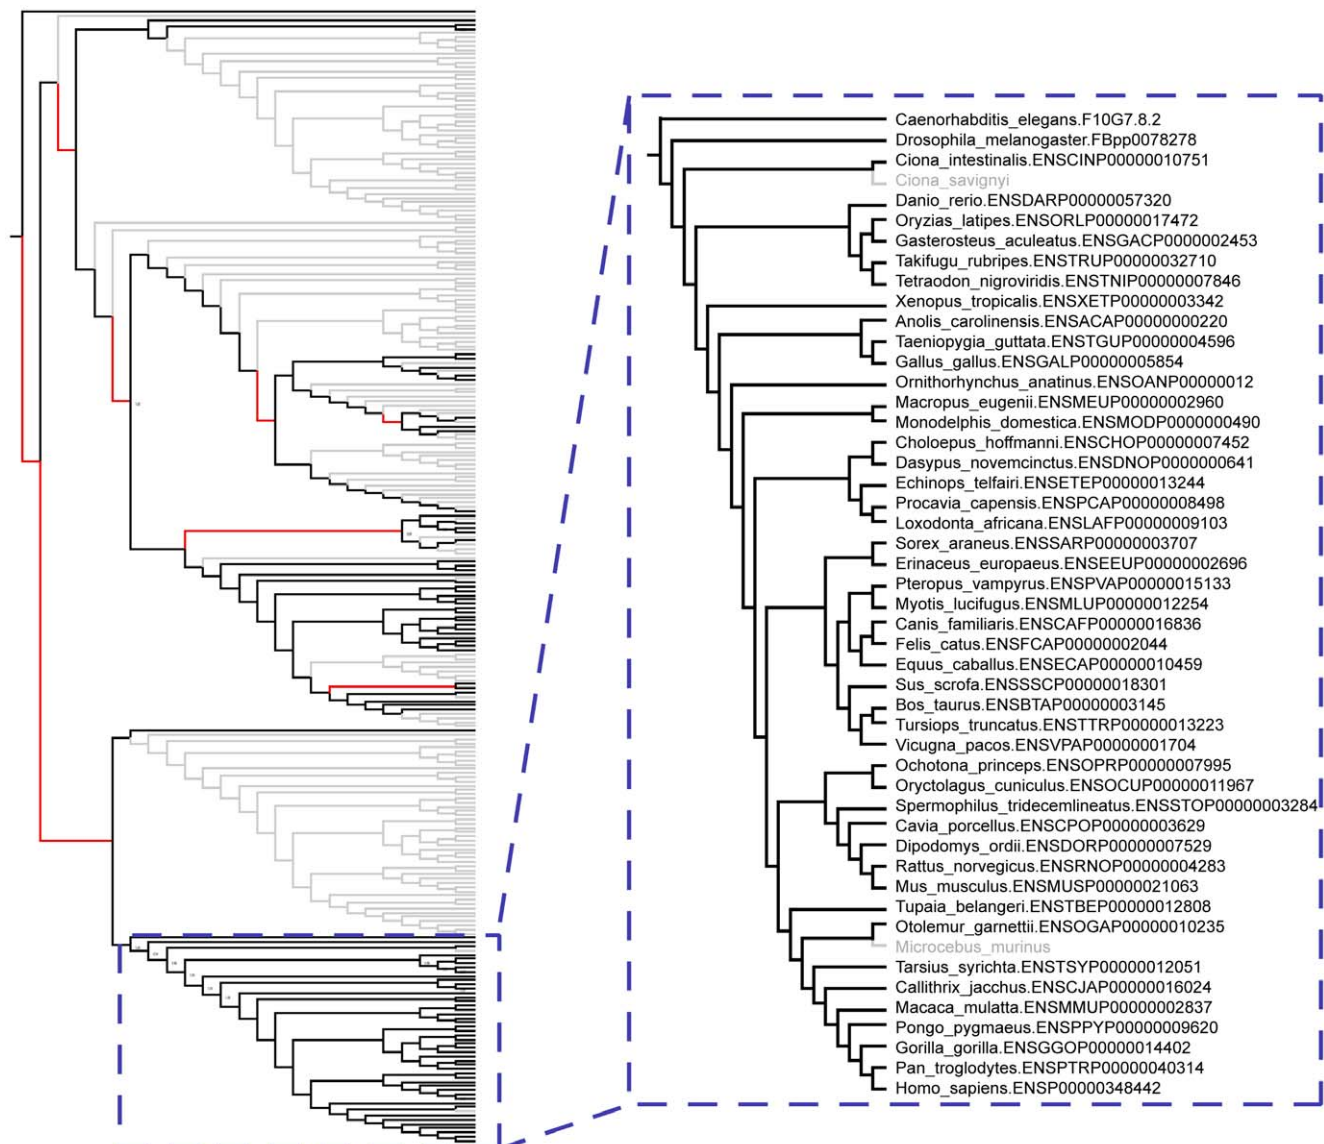 Caenorhabditis_elegans.F10G7.8.2
Drosophila_melanogaster.FBpp0078278
Ciona_intestinalis.ENSCINP00000010751
Ciona_savignyi
Danio_rerio.ENSDARP00000057320
Oryzias_latipes.ENSORLP00000017472
Gasterosteus_aculeatus.ENSGACP0000002453
Takifugu_rubripes.ENSTRUP00000032710
Tetraodon_nigroviridis.ENSTNIP00000007846
Xenopus_tropicalis.ENSXETP00000003342
Anolis_carolinensis.ENSACAP00000000220
Taeniopygia_guttata.ENSTGUP00000004596
Gallus_gallus.ENSGALP00000005854
Ornithorhynchus_anatinus.ENSOANP00000012
Macropus_eugenii.ENSMEUP00000002960
Monodelphis_domestica.ENSMODP0000000490
Choloepus_hoffmanni.ENSCHOP00000007452
Dasypus_novemcinctus.ENSDNOP0000000641
Echinops_telfairi.ENSETEP00000013244
Procavia_capensis.ENSPCAP00000008498
Loxodonta_africana.ENSLAFP00000009103
Sorex_araneus.ENSSARP00000003707
Erinaceus_europaeus.ENSEEUP00000002696
Pteropus_vampyrus.ENSPVAP00000015133
Myotis_lucifugus.ENSMLUP00000012254
Canis_familiaris.ENSCAFP00000016836
Felis_catus.ENSFCAP00000002044
Equus_caballus.ENSECAP00000010459
Sus_scrofa.ENSSSCP00000018301
Bos_taurus.ENSBTAP00000003145
Tursiops_truncatus.ENSTTRP00000013223
Vicugna_pacos.ENSVPAP00000001704
Ochotona_princeps.ENSOPRP00000007995
Oryctolagus_cuniculus.ENSOCUP00000011967
Spermophilus_tridecemlineatus.ENSSTOP00000003284
Cavia_porcellus.ENSCPOP00000003629
Dipodomys_ordii.ENSDORP00000007529
Rattus_norvegicus.ENSRNOP00000004283
Mus_musculus.ENSMUSP00000021063
Tupaia_belangeri.ENSTBEP00000012808
Otolemur_garnettii.ENSOGAP00000010235
Microcebus_murinus
Tarsius_syrichta.ENSTSYP00000012051
Callithrix_jacchus.ENSCJAP00000016024
Macaca_mulatta.ENSMMUP00000002837
Pongo_pygmaeus.ENSPPYP00000009620
Gorilla_gorilla.ENSGGOP00000014402
Pan_troglodytes.ENSPTRP00000040314
Homo_sapiens.ENSP00000348442